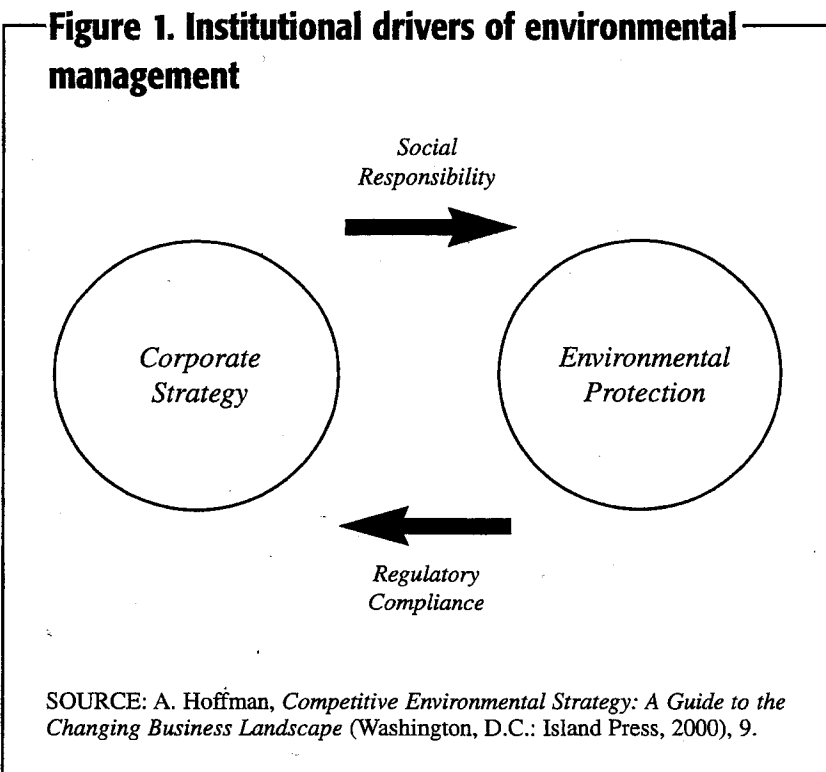 Figure 1. Institutional drivers of environmental
management
Social
Responsibility
Corporate
Strategy
Environmental
Protection
Regulatory
Compliance
SOURCE: A. Hoffman, Competitive Environmental Strategy: A Guide to the
Changing Business Landscape (Washington, D.C.: Island Press, 2000), 9.